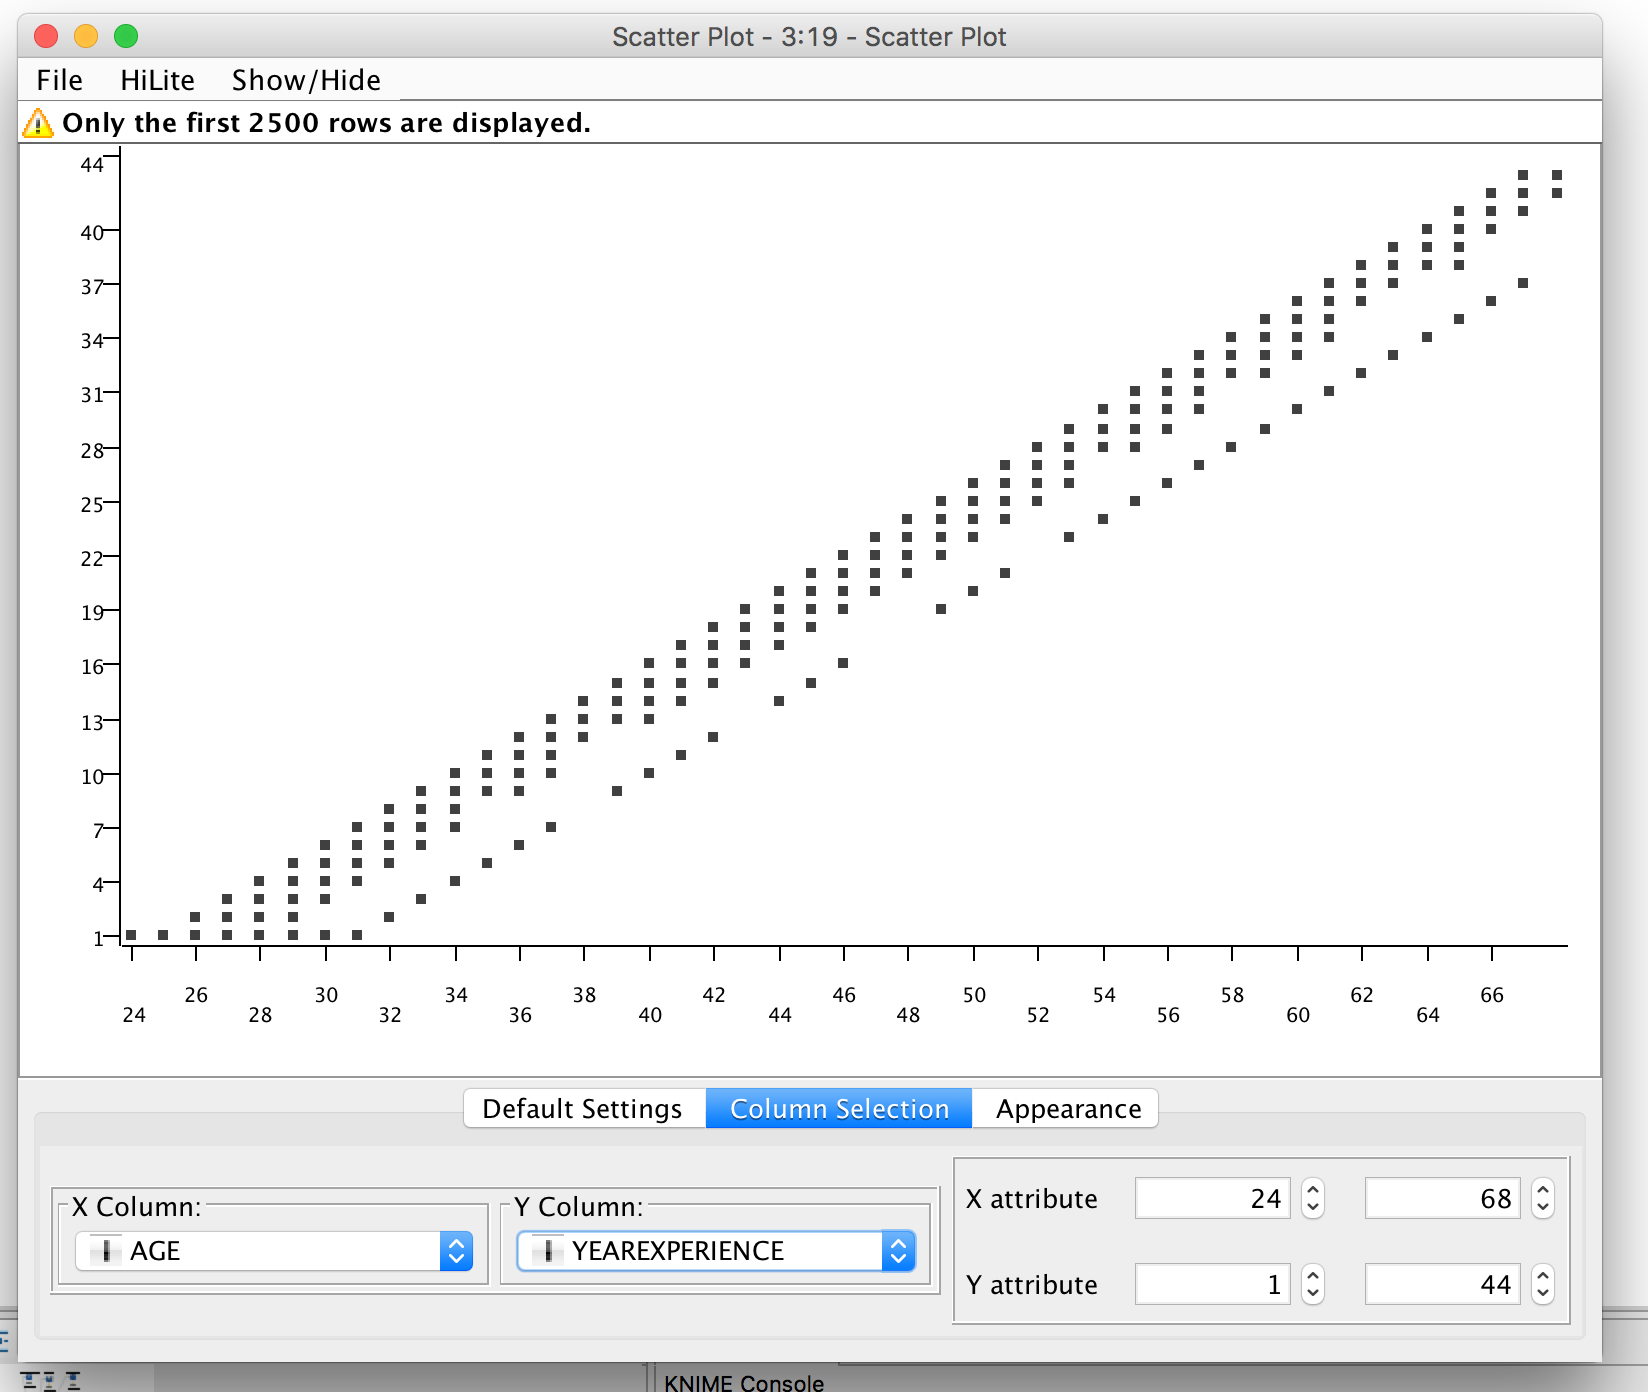 Scatter Plot - 3:19 - Scatter Plot
File HiLite Show/Hide
Only the first 2500 rows are displayed.
44
40
37
34
31
28
25
22
19
16
13
10
7
4
1
26 30 34 38 42 46 50 54 58 62 66
24 28 32 36 40 44 48 52 56 60 64
Default Settings Column Selection Appearance
X Column: Y Column:
AGE YEAREXPERIENCE
X attribute 24 68
Y attribute 1 44
KNIME Console